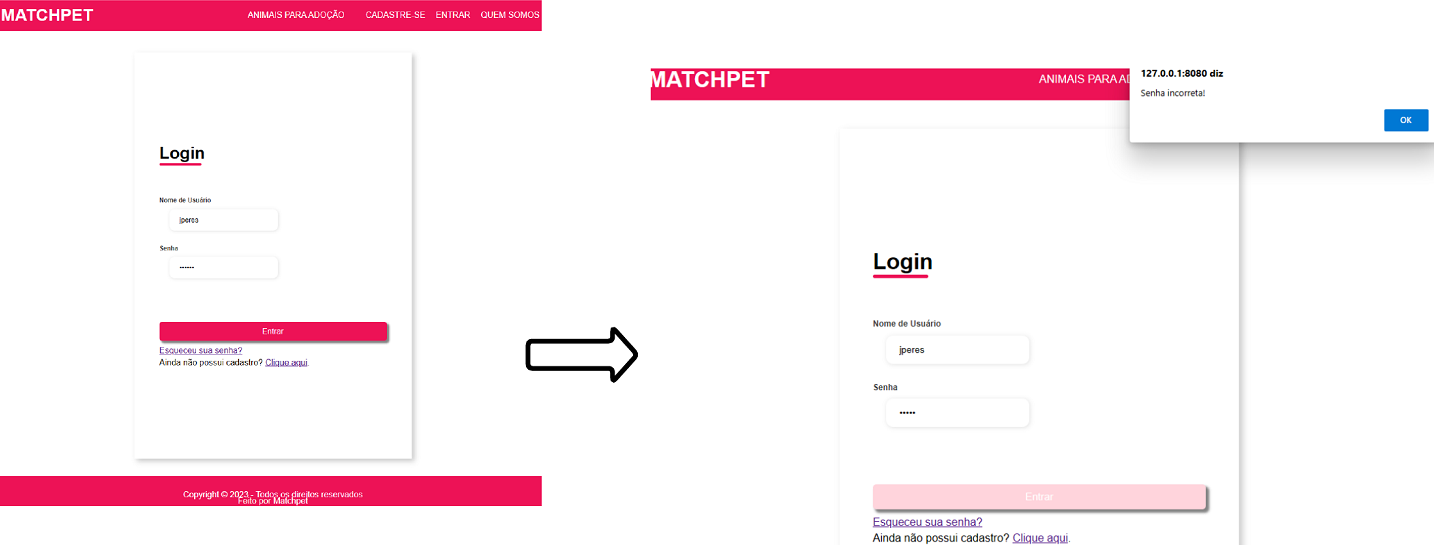 MATCHPET
ANIMAIS PARA ADOÇÃO CADASTRE-SE ENTRAR QUEM SOMOS
Login
Nome de Usuário
jperes
Senha
••••••
Entrar
Esqueceu sua senha?
Ainda não possui cadastro? Clique aqui.
Copyright © 2023 - Todos os direitos reservados
Feito por Matchpet
MATCHPET
ANIMAIS PARA AD
127.0.0.1:8080 diz
Senha incorreta!
OK
Login
Nome de Usuário
jperes
Senha
•••••
Entrar
Esqueceu sua senha?
Ainda não possui cadastro? Clique aqui.